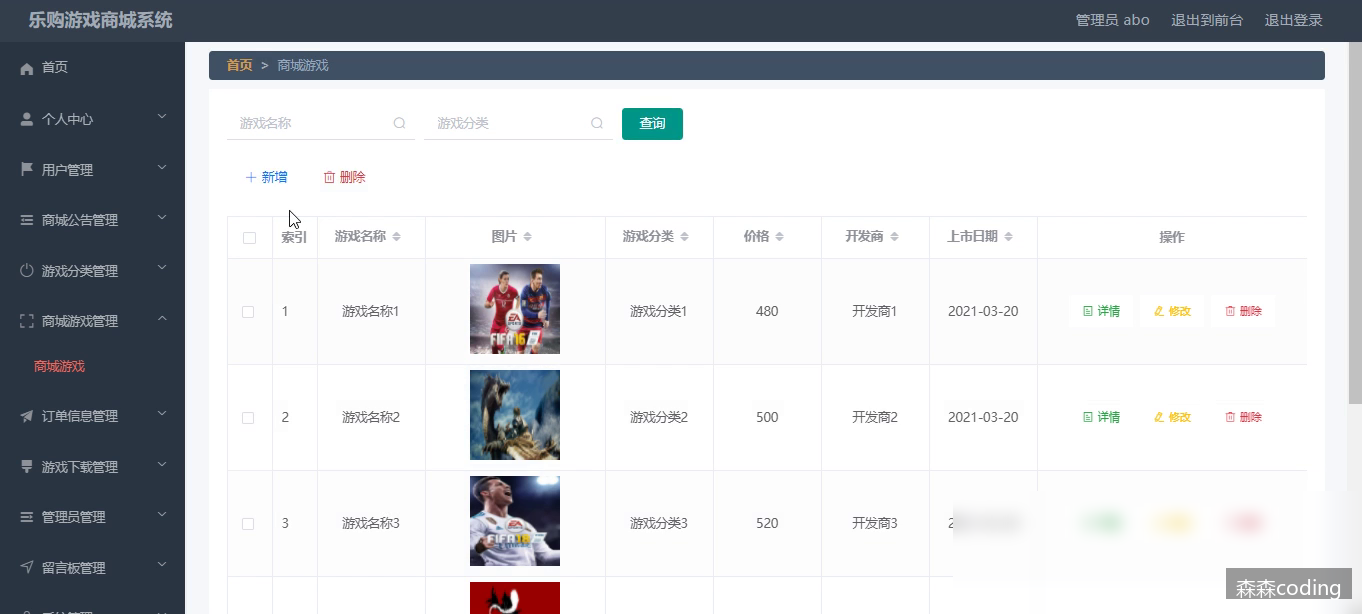 乐购游戏商城系统
管理员 abo 退出到前台 退出登录
首页
个人中心
用户管理
商城公告管理
游戏分类管理
商城游戏管理
商城游戏
订单信息管理
游戏下载管理
管理员管理
留言板管理
首页 > 商城游戏
游戏名称 游戏分类 查询
新增 删除
索引 游戏名称 图片 游戏分类 价格 开发商 上市日期 操作
1 游戏名称1 游戏分类1 480 开发商1 2021-03-20 详情 修改 删除
EA SPORTS
FIFA 16
2 游戏名称2 游戏分类2 500 开发商2 2021-03-20 详情 修改 删除
3 游戏名称3 游戏分类3 520 开发商3
FIFA 18
森森coding